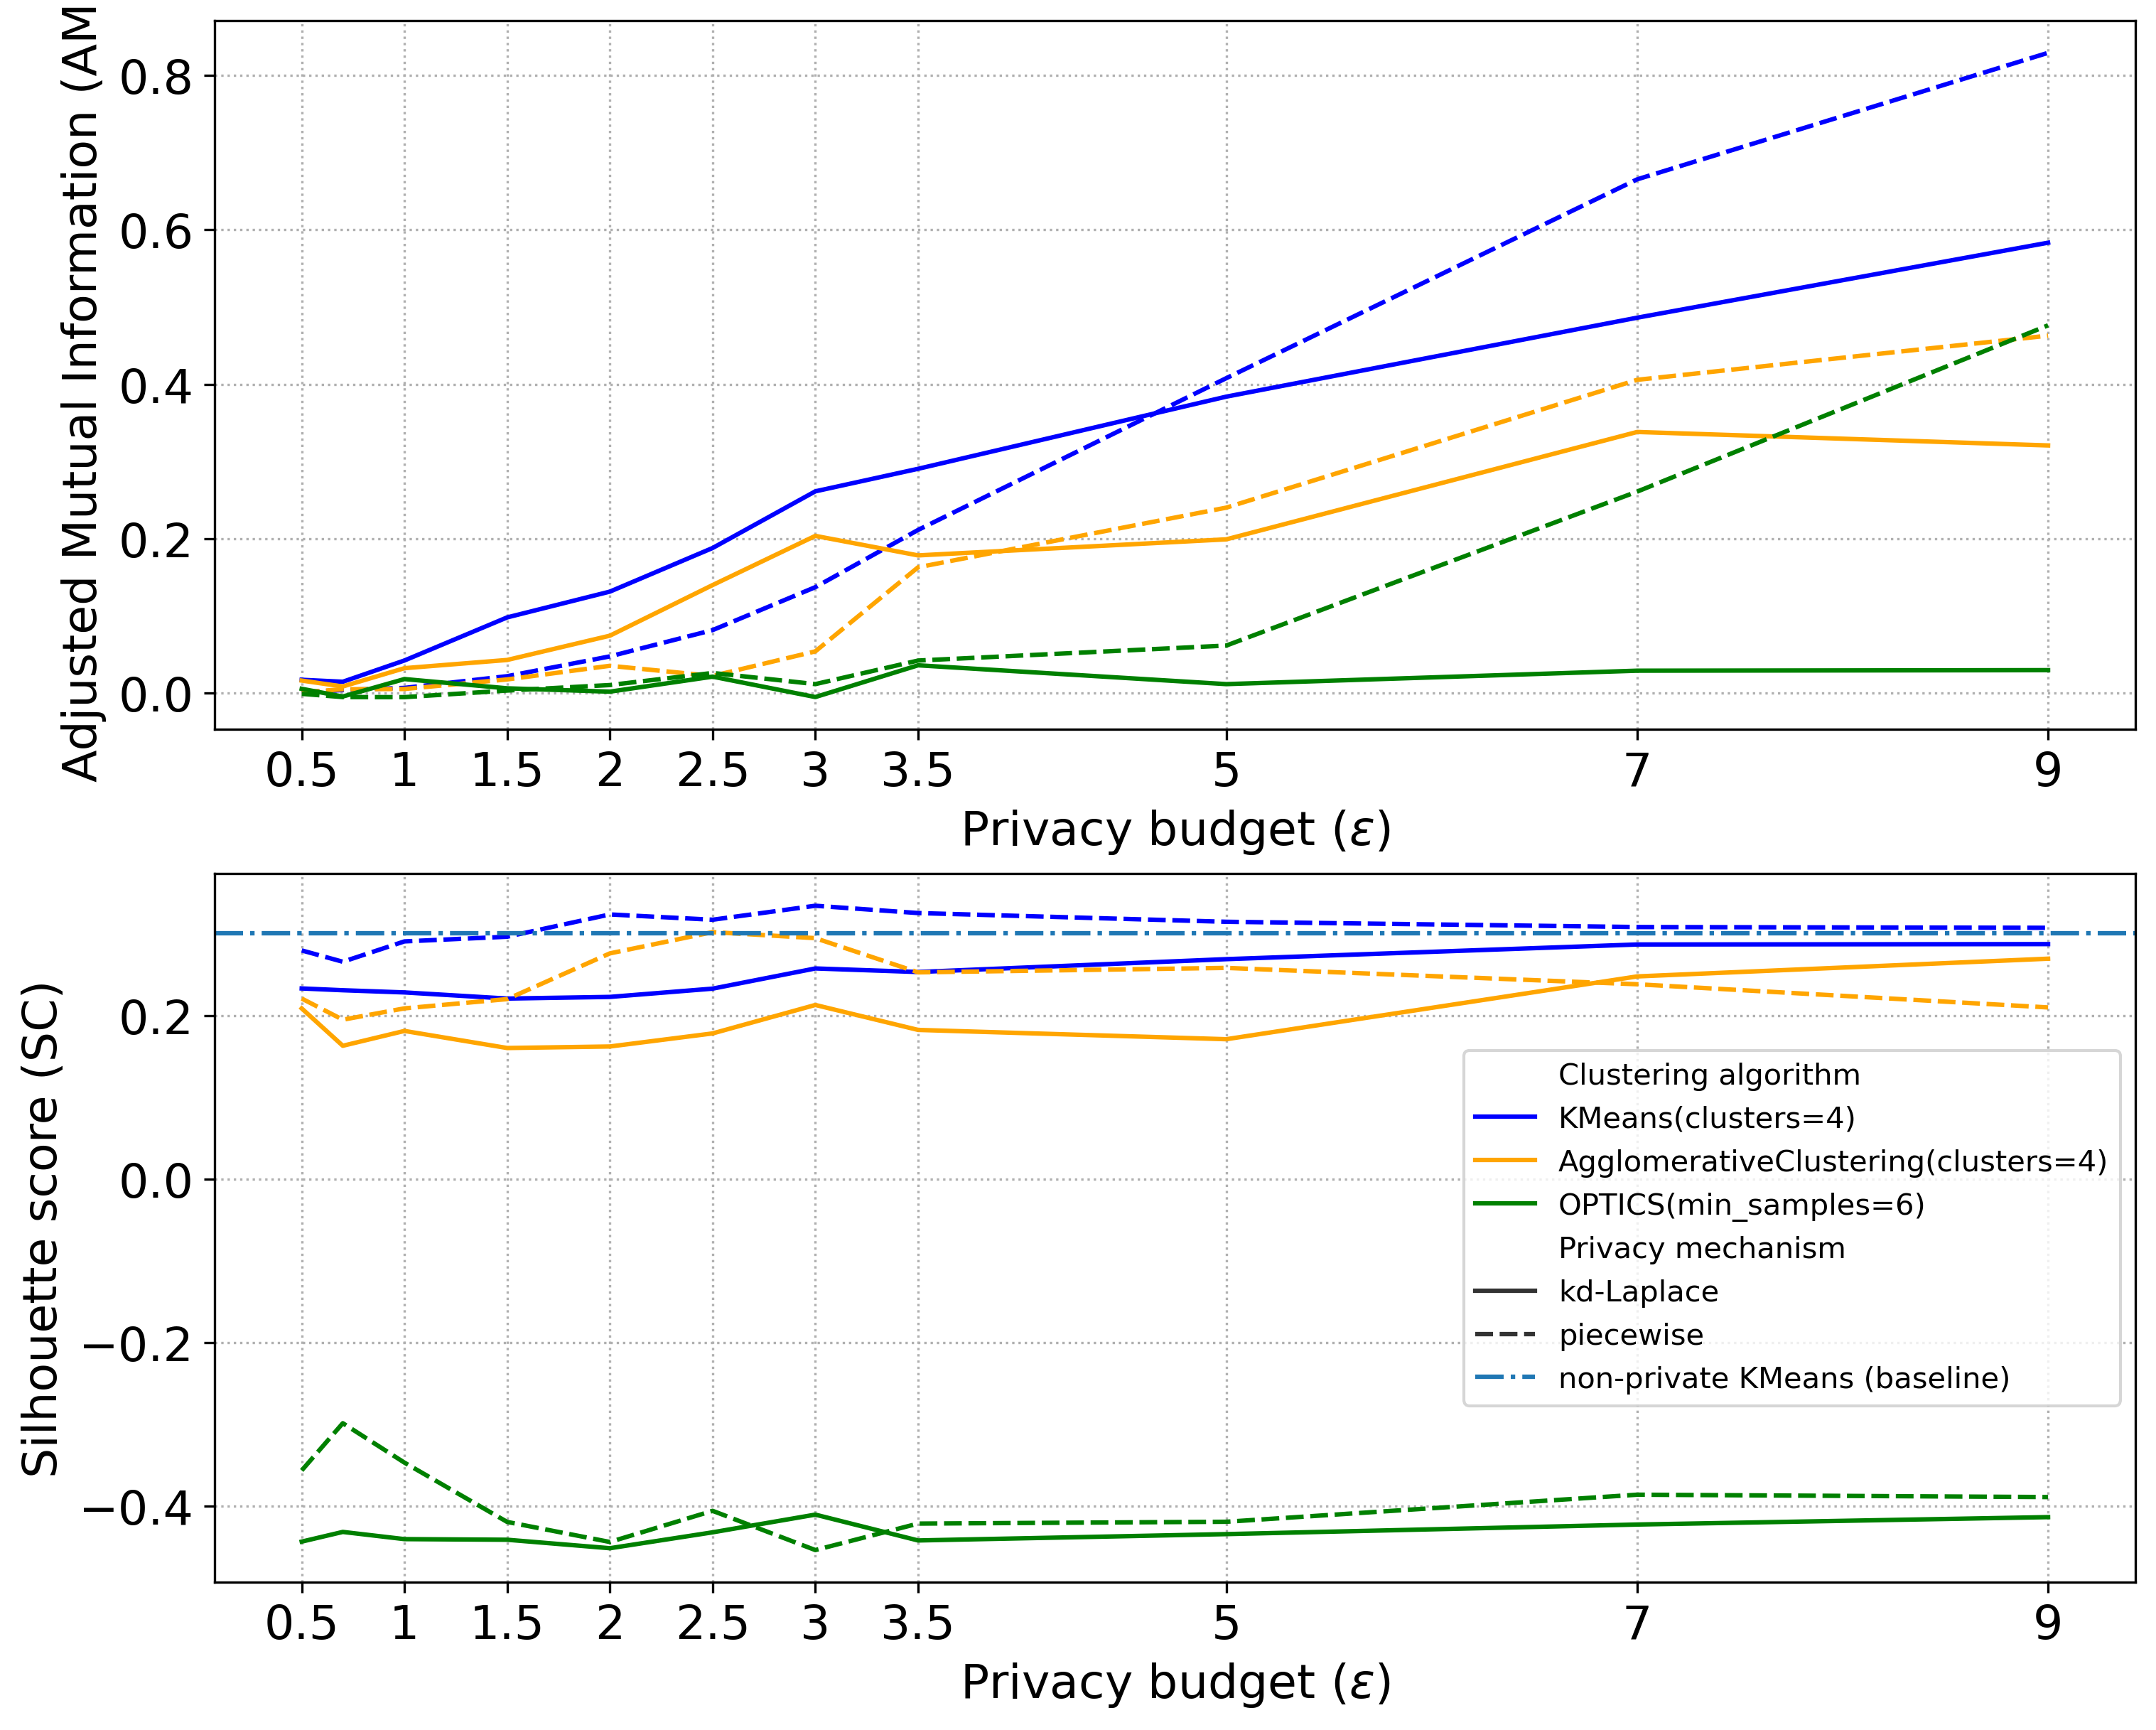 Adjusted Mutual Information (AM
0.8
0.6
0.4
0.2
0.0
0.5 1 1.5 2 2.5 3 3.5 5 7 9
Privacy budget (ε)
Silhouette score (SC)
0.2
0.0
−0.2
−0.4
Clustering algorithm
KMeans(clusters=4)
AgglomerativeClustering(clusters=4)
OPTICS(min_samples=6)
Privacy mechanism
kd-Laplace
piecewise
non-private KMeans (baseline)
0.5 1 1.5 2 2.5 3 3.5 5 7 9
Privacy budget (ε)